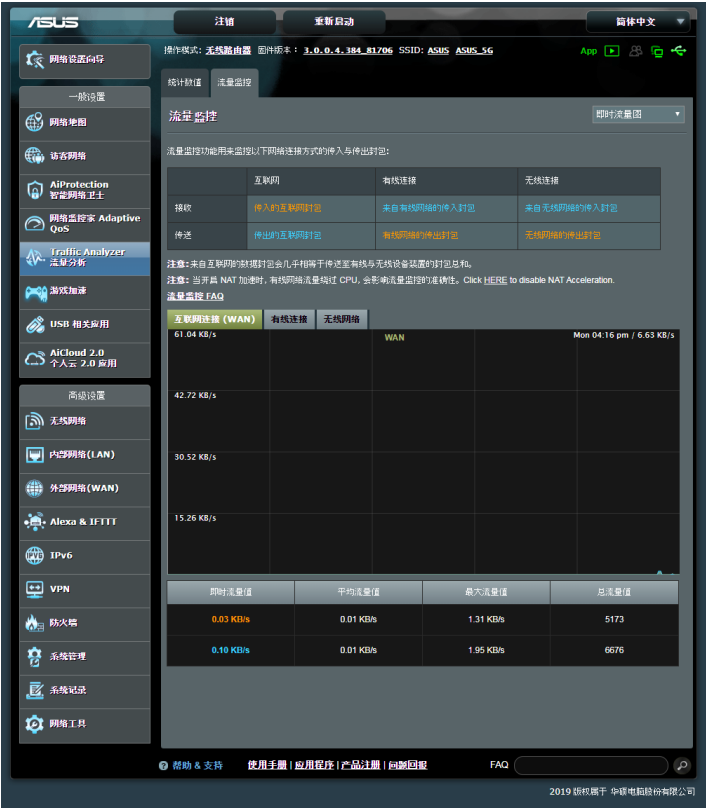 ASUS
注销
重新启动
简体中文
操作模式: 无线路由器 固件版本: 3.0.0.4.384_81706 SSID: ASUS ASUS_5G
App
网络设置向导
一般设置
网络地图
访客网络
AiProtection
智能网络卫士
网络监控家 Adaptive
QoS
Traffic Analyzer
流量分析
游戏加速
USB 相关应用
AiCloud 2.0
个人云 2.0 应用
高级设置
无线网络
内部网络(LAN)
外部网络(WAN)
Alexa & IFTTT
IPv6
VPN
防火墙
系统管理
系统记录
网络工具
统计数值 流量监控
流量监控
即时流量图
流量监控功能用来监控以下网络连接方式的传入与传出封包:
互联网 有线连接 无线连接
接收 传入的互联网封包 来自有线网络的传入封包 来自无线网络的传入封包
传送 传出的互联网封包 有线网络的传出封包 无线网络的传出封包
注意:来自互联网的数据封包会几乎相等于传送至有线与无线设备装置的封包总和。
注意: 当开启 NAT 加速时, 有线网络流量绕过 CPU, 会影响流量监控的准确性。Click HERE to disable NAT Acceleration.
流量监控 FAQ
互联网连接 (WAN) 有线连接 无线网络
61.04 KB/s WAN Mon 04:16 pm / 6.63 KB/s
42.72 KB/s
30.52 KB/s
15.26 KB/s
即时流量值 平均流量值 最大流量值 总流量值
0.03 KB/s 0.01 KB/s 1.31 KB/s 5173
0.10 KB/s 0.01 KB/s 1.95 KB/s 6676
帮助 & 支持 使用手册 | 应用程序 | 产品注册 | 问题回报 FAQ
2019 版权属于 华硕电脑股份有限公司